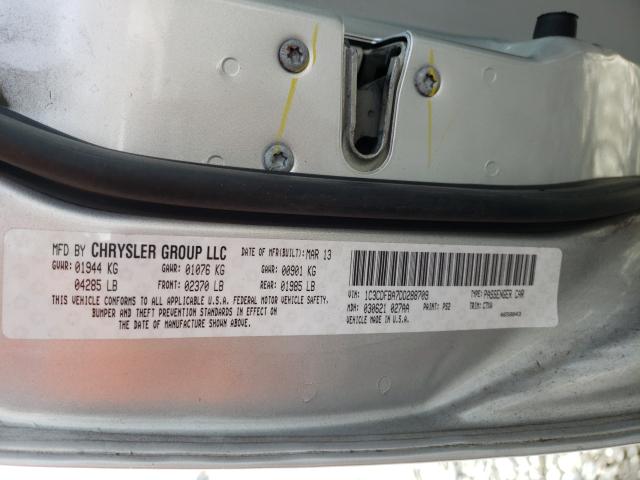 MFD BY CHRYSLER GROUP LLC DATE OF MFR(BUILT): MAR 13
GVWR: 01944 KG GAWR: 01076 KG GAWR: 00901 KG
04285 LB FRONT: 02370 LB REAR: 01985 LB
THIS VEHICLE CONFORMS TO ALL APPLICABLE U.S.A. FEDERAL MOTOR VEHICLE SAFETY,
BUMPER AND THEFT PREVENTION STANDARDS IN EFFECT ON
THE DATE OF MANUFACTURE SHOWN ABOVE.
VIN: 1C3CDFBA7DD288709 TYPE: PASSENGER CAR
MDH: 030621 027AA PAINT: PS2 TRIM: CTX9
VEHICLE MADE IN U.S.A.